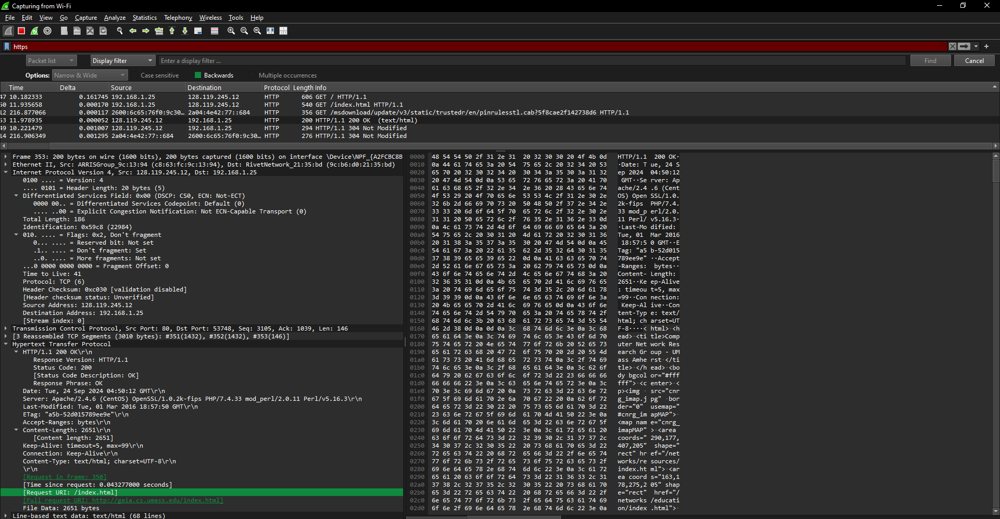 Capturing from Wi-Fi
File Edit View Go Capture Analyze Statistics Telephony Wireless Tools Help
https
Packet list Display filter Enter a display filter ... Find Cancel
Options: Narrow & Wide Case sensitive Backwards Multiple occurrences
Time Delta Source Destination Protocol Length Info
47 10.182333 0.161745 192.168.1.25 128.119.245.12 HTTP 606 GET / HTTP/1.1
50 11.935658 0.000170 192.168.1.25 128.119.245.12 HTTP 540 GET /index.html HTTP/1.1
12 216.877066 0.000117 2600:6c65:76f0:9c30… 2a04:4e42:77::684 HTTP 356 GET /msdownload/update/v3/static/trustedr/en/pinrulesstl.cab?5f8cae2f142738d6 HTTP/1.1
53 11.978935 0.000052 128.119.245.12 192.168.1.25 HTTP 200 HTTP/1.1 200 OK  (text/html)
49 10.221479 0.001007 128.119.245.12 192.168.1.25 HTTP 294 HTTP/1.1 304 Not Modified
14 216.906349 0.001295 2a04:4e42:77::684 2600:6c65:76f0:9c30… HTTP 276 HTTP/1.1 304 Not Modified
Frame 353: 200 bytes on wire (1600 bits), 200 bytes captured (1600 bits) on interface \Device\NPF_{A2FCBC8B
Ethernet II, Src: ARRISGroup_9c:13:94 (c8:63:fc:9c:13:94), Dst: RivetNetwork_21:35:bd (9c:b6:d0:21:35:bd)
Internet Protocol Version 4, Src: 128.119.245.12, Dst: 192.168.1.25
0100 .... = Version: 4
.... 0101 = Header Length: 20 bytes (5)
Differentiated Services Field: 0x00 (DSCP: CS0, ECN: Not-ECT)
0000 00.. = Differentiated Services Codepoint: Default (0)
.... ..00 = Explicit Congestion Notification: Not ECN-Capable Transport (0)
Total Length: 186
Identification: 0x59c8 (22984)
010. .... = Flags: 0x2, Don't fragment
0... .... = Reserved bit: Not set
.1.. .... = Don't fragment: Set
..0. .... = More fragments: Not set
...0 0000 0000 0000 = Fragment Offset: 0
Time to Live: 41
Protocol: TCP (6)
Header Checksum: 0xc030 [validation disabled]
[Header checksum status: Unverified]
Source Address: 128.119.245.12
Destination Address: 192.168.1.25
[Stream index: 0]
Transmission Control Protocol, Src Port: 80, Dst Port: 53748, Seq: 3105, Ack: 1039, Len: 146
[3 Reassembled TCP Segments (3010 bytes): #351(1432), #352(1432), #353(146)]
Hypertext Transfer Protocol
HTTP/1.1 200 OK\r\n
Response Version: HTTP/1.1
Status Code: 200
[Status Code Description: OK]
Response Phrase: OK
Date: Tue, 24 Sep 2024 04:50:12 GMT\r\n
Server: Apache/2.4.6 (CentOS) OpenSSL/1.0.2k-fips PHP/7.4.33 mod_perl/2.0.11 Perl/v5.16.3\r\n
Last-Modified: Tue, 01 Mar 2016 18:57:50 GMT\r\n
ETag: "a5b-52d015789ee9e"\r\n
Accept-Ranges: bytes\r\n
Content-Length: 2651\r\n
[Content length: 2651]
Keep-Alive: timeout=5, max=99\r\n
Connection: Keep-Alive\r\n
Content-Type: text/html; charset=UTF-8\r\n
\r\n
[Request in frame: 350]
[Time since request: 0.043277000 seconds]
[Request URI: /index.html]
[Full request URI: http://gaia.cs.umass.edu/index.html]
File Data: 2651 bytes
Line-based text data: text/html (68 lines)
0000 48 54 54 50 2f 31 2e 31 20 32 30 30 20 4f 4b 0d HTTP/1.1 200 OK·
0010 0a 44 61 74 65 3a 20 54 75 65 2c 20 32 34 20 53 ·Date: T ue, 24 S
0020 65 70 20 32 30 32 34 20 30 34 3a 35 30 3a 31 32 ep 2024 04:50:12
0030 20 47 4d 54 0d 0a 53 65 72 76 65 72 3a 20 41 70 GMT··Se rver: Ap
0040 61 63 68 65 2f 32 2e 34 2e 36 20 28 43 65 6e 74 ache/2.4 .6 (Cent
0050 4f 53 29 20 4f 70 65 6e 53 53 4c 2f 31 2e 30 2e OS) Open SSL/1.0.
0060 32 6b 2d 66 69 70 73 20 50 48 50 2f 37 2e 34 2e 2k-fips PHP/7.4.
0070 33 33 20 6d 6f 64 5f 70 65 72 6c 2f 32 2e 30 2e 33 mod_p erl/2.0.
0080 31 31 20 50 65 72 6c 2f 76 35 2e 31 36 2e 33 0d 11 Perl/ v5.16.3·
0090 0a 4c 61 73 74 2d 4d 6f 64 69 66 69 65 64 3a 20 ·Last-Mo dified:
00a0 54 75 65 2c 20 30 31 20 4d 61 72 20 32 30 31 36 Tue, 01 Mar 2016
00b0 20 31 38 3a 35 37 3a 35 30 20 47 4d 54 0d 0a 45 18:57:5 0 GMT··E
00c0 54 61 67 3a 20 22 61 35 62 2d 35 32 64 30 31 35 Tag: "a5 b-52d015
00d0 37 38 39 65 65 39 65 22 0d 0a 41 63 63 65 70 74 789ee9e" ··Accept
00e0 2d 52 61 6e 67 65 73 3a 20 62 79 74 65 73 0d 0a -Ranges: bytes··
00f0 43 6f 6e 74 65 6e 74 2d 4c 65 6e 67 74 68 3a 20 Content- Length:
0100 32 36 35 31 0d 0a 4b 65 65 70 2d 41 6c 69 76 65 2651··Ke ep-Alive
0110 3a 20 74 69 6d 65 6f 75 74 3d 35 2c 20 6d 61 78 : timeou t=5, max
0120 3d 39 39 0d 0a 43 6f 6e 6e 65 63 74 69 6f 6e 3a =99··Con nection:
0130 20 4b 65 65 70 2d 41 6c 69 76 65 0d 0a 43 6f 6e Keep-Al ive··Con
0140 74 65 6e 74 2d 54 79 70 65 3a 20 74 65 78 74 2f tent-Typ e: text/
0150 68 74 6d 6c 3b 20 63 68 61 72 73 65 74 3d 55 54 html; ch arset=UT
0160 46 2d 38 0d 0a 0d 0a 3c 68 74 6d 6c 3e 0a 3c 68 F-8····< html>·<h
0170 65 61 64 3e 0a 3c 74 69 74 6c 65 3e 43 6f 6d 70 ead>·<ti tle>Comp
0180 75 74 65 72 20 4e 65 74 77 6f 72 6b 20 52 65 73 uter Net work Res
0190 65 61 72 63 68 20 47 72 6f 75 70 20 2d 20 55 4d earch Gr oup - UM
01a0 61 73 73 20 41 6d 68 65 72 73 74 0a 3c 2f 74 69 ass Amhe rst·</ti
01b0 74 6c 65 3e 0a 3c 2f 68 65 61 64 3e 0a 3c 62 6f tle>·</h ead>·<bo
01c0 64 79 20 62 67 63 6f 6c 6f 72 3d 22 23 66 66 66 dy bgcol or="#fff
01d0 66 66 66 22 3e 0a 3c 63 65 6e 74 65 72 3e 0a 3c fff">·<c enter>·<
01e0 70 3e 3c 69 6d 67 20 0a 73 72 63 3d 22 63 6e 72 p><img · src="cnr
01f0 67 5f 69 6d 61 70 2e 6a 70 67 22 20 0a 62 6f 72 g_imap.j pg" ·bor
0200 64 65 72 3d 22 30 22 20 75 73 65 6d 61 70 3d 22 der="0" usemap="
0210 23 63 6e 72 67 5f 69 6d 61 70 4d 41 50 22 3e 0a #cnrg_im apMAP">·
0220 3c 6d 61 70 20 6e 61 6d 65 3d 22 63 6e 72 67 5f <map nam e="cnrg_
0230 69 6d 61 70 4d 41 50 22 3e 0a 3c 61 72 65 61 20 imapMAP" >·<area
0240 63 6f 6f 72 64 73 3d 22 32 39 30 2c 31 37 37 2c coords=" 290,177,
0250 34 30 37 2c 32 30 35 22 20 73 68 61 70 65 3d 22 407,205" shape="
0260 72 65 63 74 22 20 68 72 65 66 3d 22 2f 6e 65 74 rect" hr ef="/net
0270 77 6f 72 6b 73 2f 72 65 73 6f 75 72 63 65 73 2f works/re sources/
0280 69 6e 64 65 78 2e 68 74 6d 6c 22 3e 0a 3c 61 72 index.ht ml">·<ar
0290 65 61 20 63 6f 6f 72 64 73 3d 22 31 36 33 2c 31 ea coord s="163,1
02a0 37 38 2c 32 37 35 2c 32 30 35 22 20 73 68 61 70 78,275,2 05" shap
02b0 65 3d 22 72 65 63 74 22 20 68 72 65 66 3d 22 2f e="rect" href="/
02c0 6e 65 74 77 6f 72 6b 73 2f 65 64 75 63 61 74 69 networks /educati
02d0 6f 6e 2f 69 6e 64 65 78 2e 68 74 6d 6c 22 3e 0a on/index .html">·